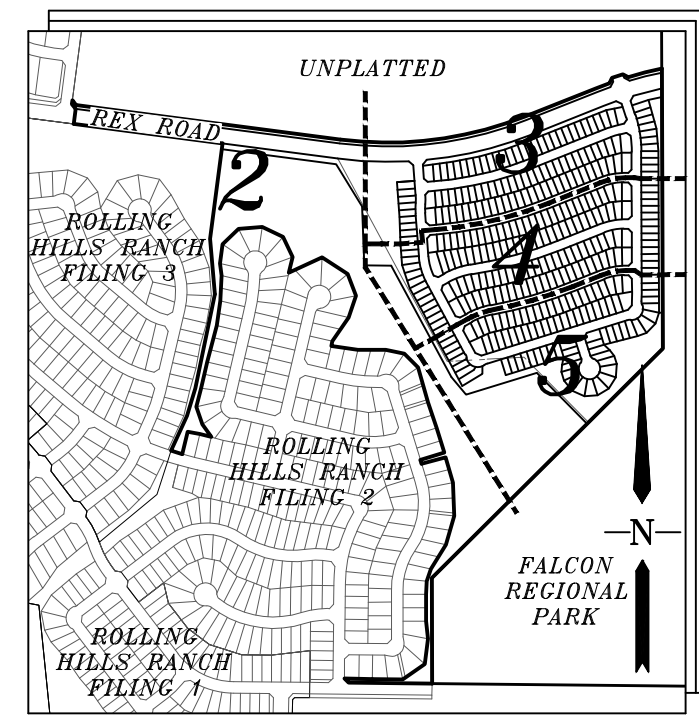 UNPLATTED
REX ROAD
3
2
ROLLING
HILLS RANCH
FILING 3
4
5
ROLLING
HILLS RANCH
FILING 2
N
FALCON
REGIONAL
PARK
ROLLING
HILLS RANCH
FILING 1